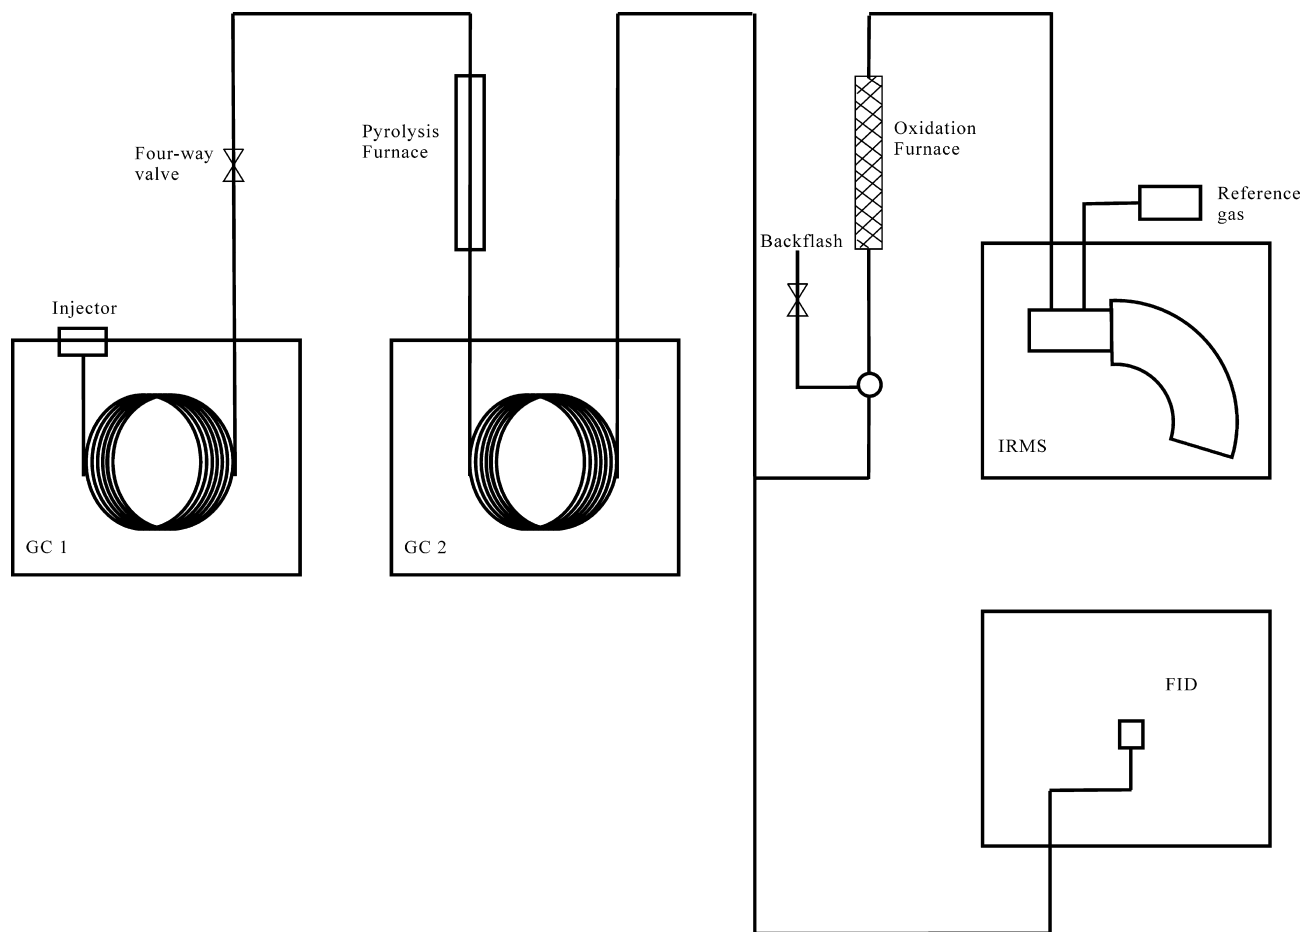 Pyrolysis
Furnace
Oxidation
Furnace
Four-way
valve
Reference
gas
Backflash
Injector
IRMS
GC 1
GC 2
FID